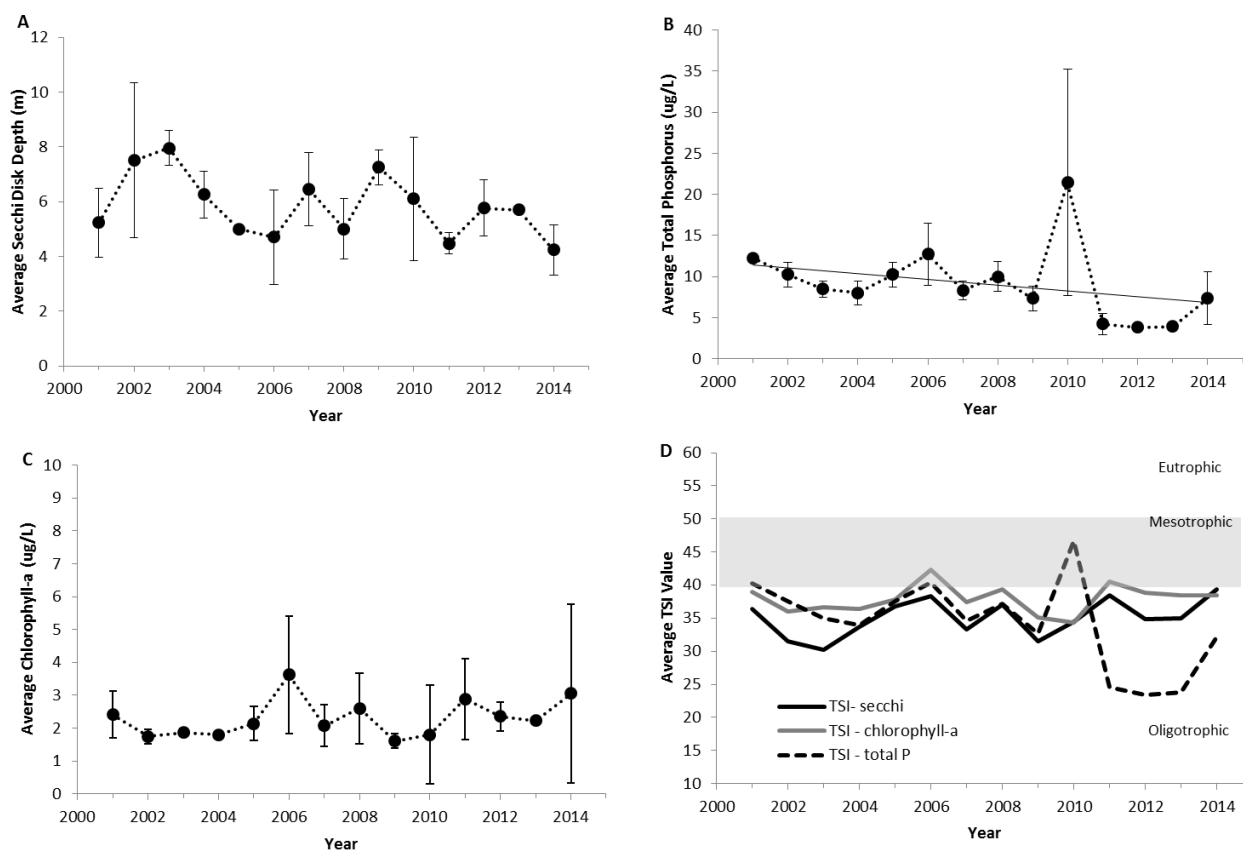 A
Average Secchi Disk Depth (m)
12
10
8
6
4
2
0
2000 2002 2004 2006 2008 2010 2012 2014
Year
B
Average Total Phosphorus (ug/L)
40
35
30
25
20
15
10
5
0
2000 2002 2004 2006 2008 2010 2012 2014
Year
C
Average Chlorophyll-a (ug/L)
10
9
8
7
6
5
4
3
2
1
0
2000 2002 2004 2006 2008 2010 2012 2014
Year
D
Average TSI Value
60
55
50
45
40
35
30
25
20
15
10
Eutrophic
Mesotrophic
Oligotrophic
TSI- secchi
TSI - chlorophyll-a
TSI - total P
2000 2002 2004 2006 2008 2010 2012 2014
Year